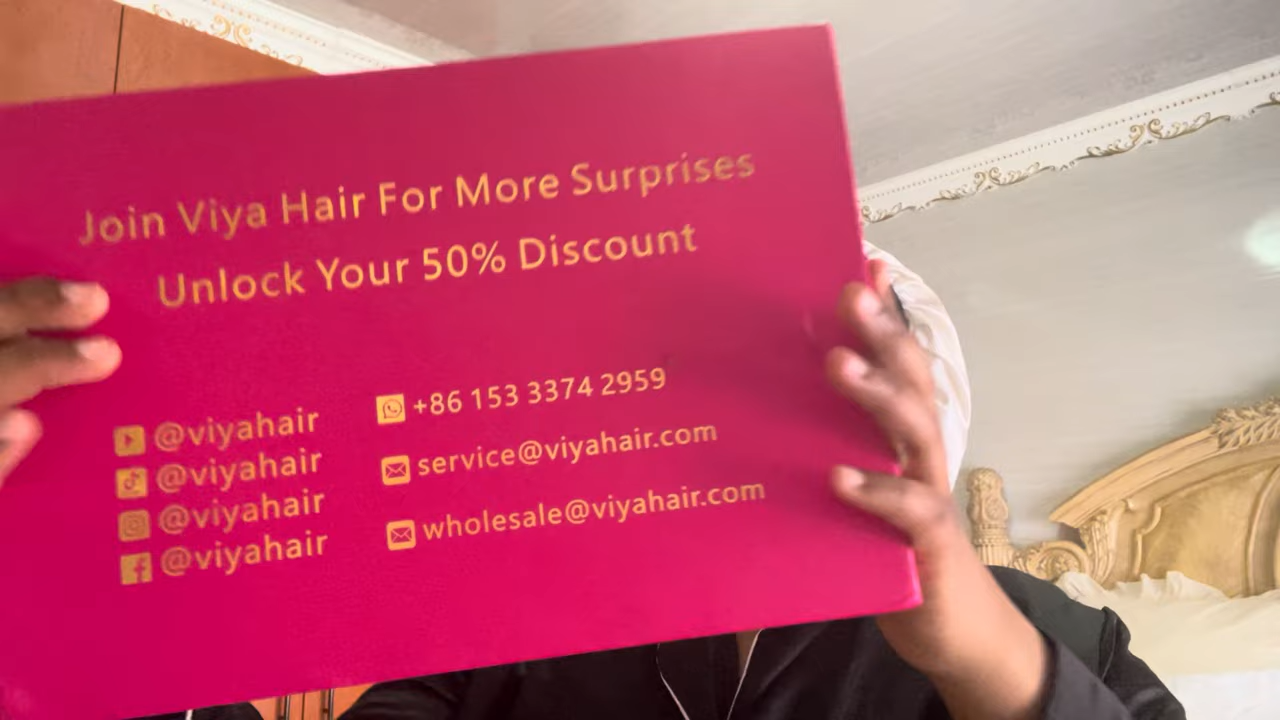 Join Viya Hair For More Surprises
Unlock Your 50% Discount
@viyahair
@viyahair
@viyahair
@viyahair
+86 153 3374 2959
service@viyahair.com
wholesale@viyahair.com